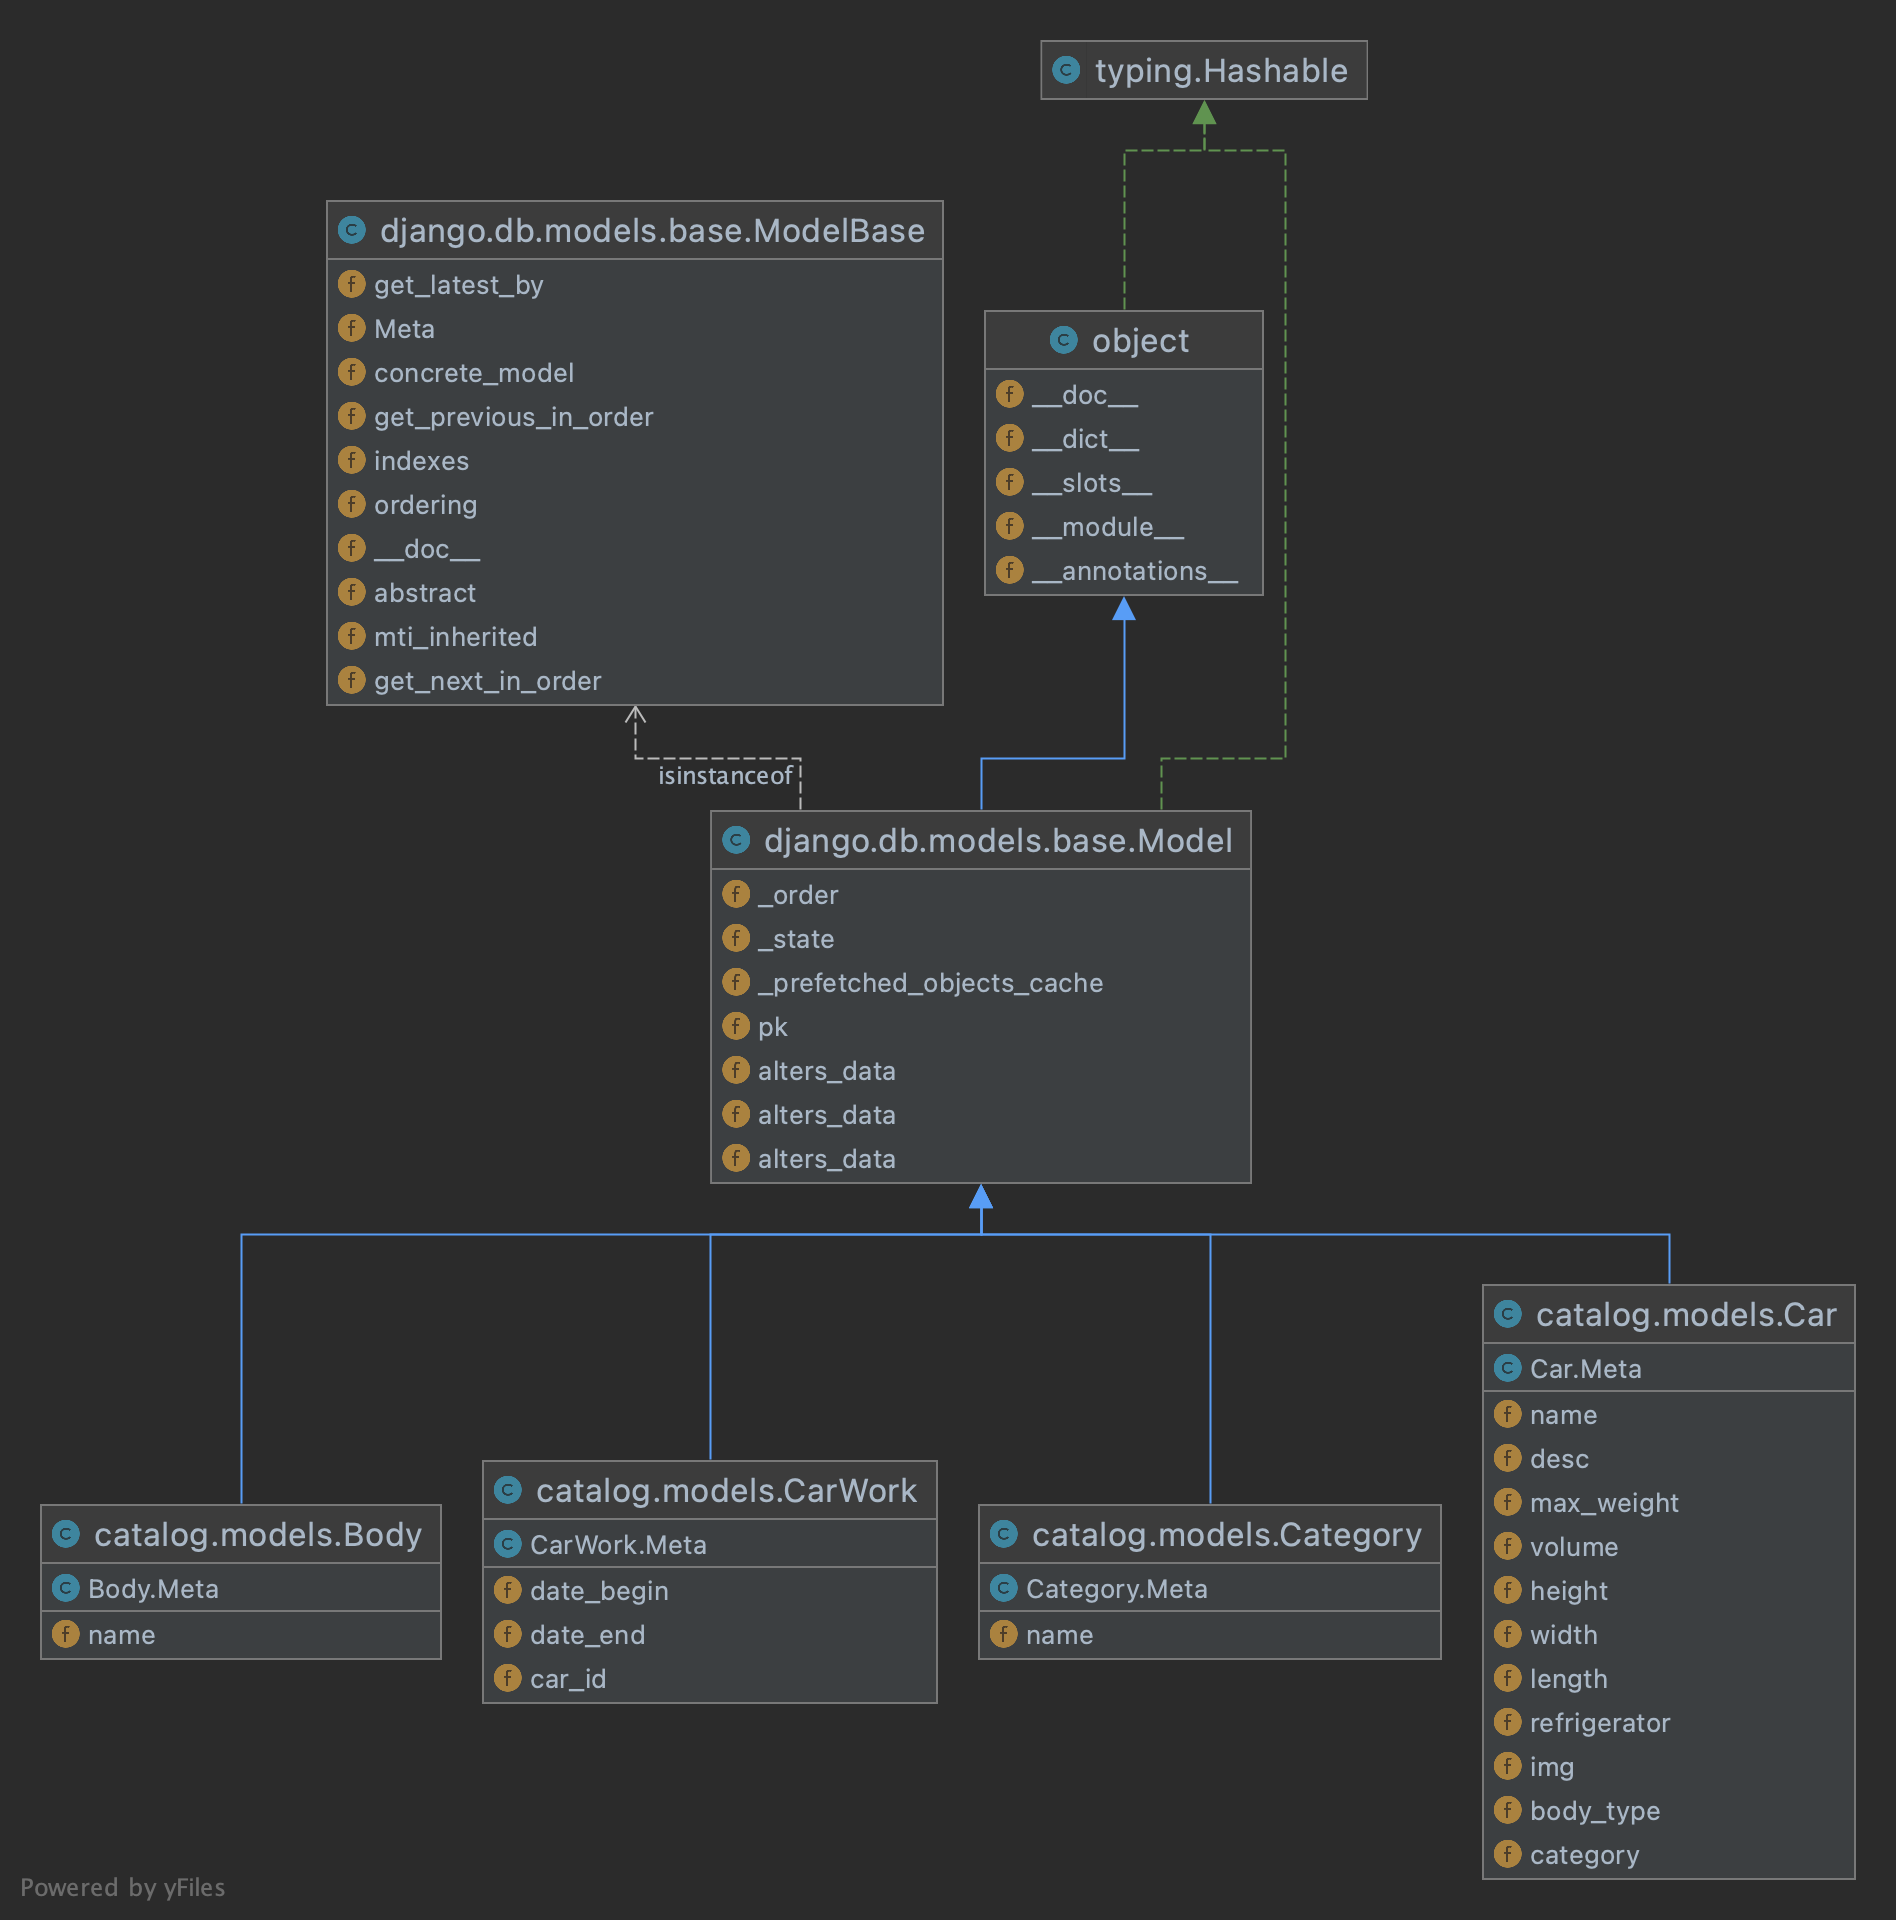 typing.Hashable
django.db.models.base.ModelBase
get_latest_by
Meta
concrete_model
get_previous_in_order
indexes
ordering
__doc__
abstract
mti_inherited
get_next_in_order
object
__doc__
__dict__
__slots__
__module__
__annotations__
isinstanceof
django.db.models.base.Model
_order
_state
_prefetched_objects_cache
pk
alters_data
alters_data
alters_data
catalog.models.Body
Body.Meta
name
catalog.models.CarWork
CarWork.Meta
date_begin
date_end
car_id
catalog.models.Category
Category.Meta
name
catalog.models.Car
Car.Meta
name
desc
max_weight
volume
height
width
length
refrigerator
img
body_type
category
Powered by yFiles